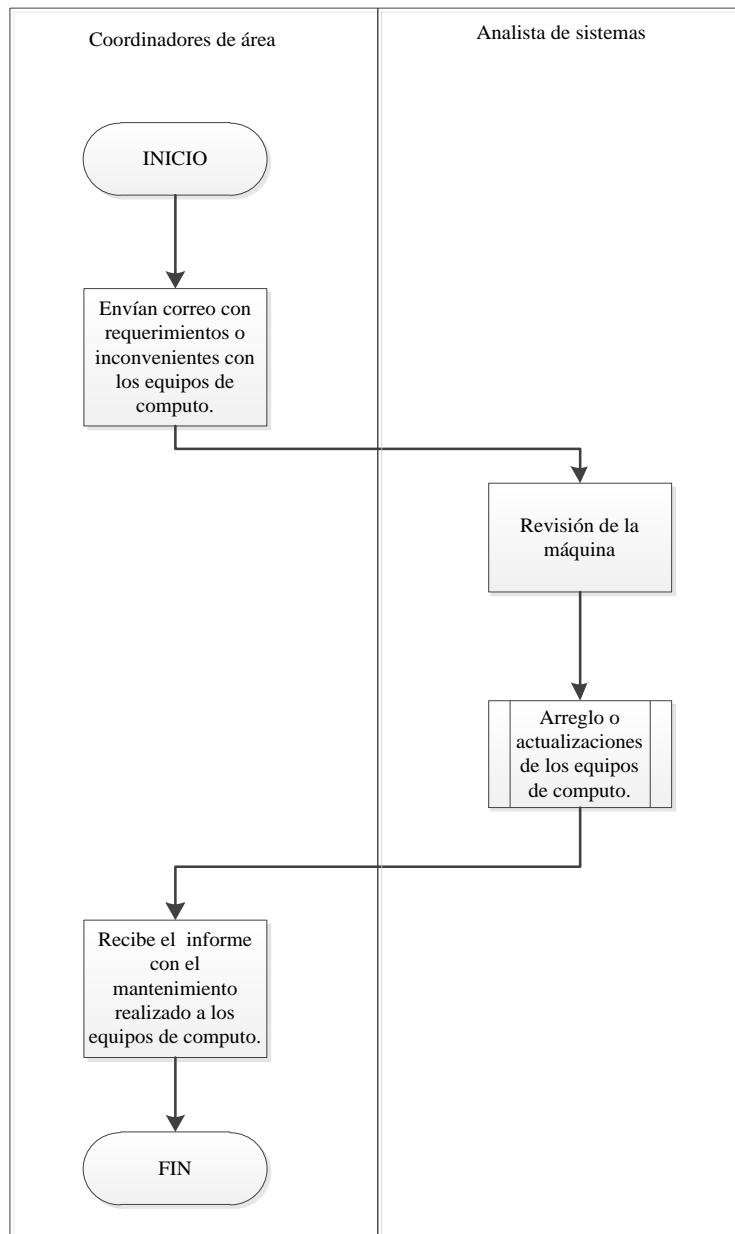 Coordinadores de área
Analista de sistemas
INICIO
Envían correo con
requerimientos o
inconvenientes con
los equipos de
computo.
Revisión de la
máquina
Arreglo o
actualizaciones
de los equipos
de computo.
Recibe el informe
con el
mantenimiento
realizado a los
equipos de computo.
FIN